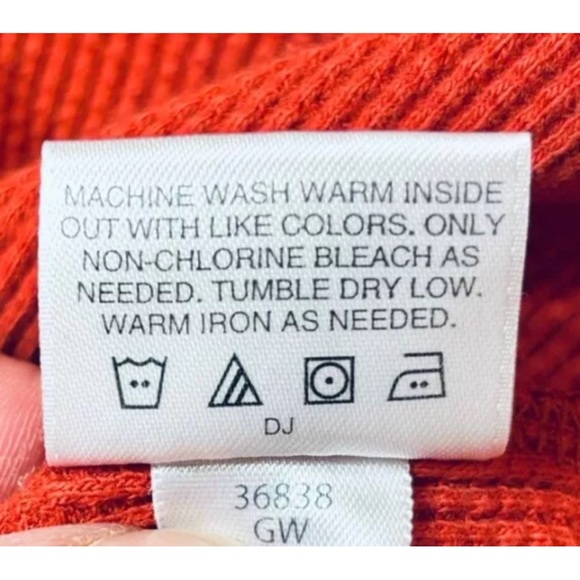 MACHINE WASH WARM INSIDE
OUT WITH LIKE COLORS. ONLY
NON-CHLORINE BLEACH AS
NEEDED. TUMBLE DRY LOW.
WARM IRON AS NEEDED.
DJ
36838
GW